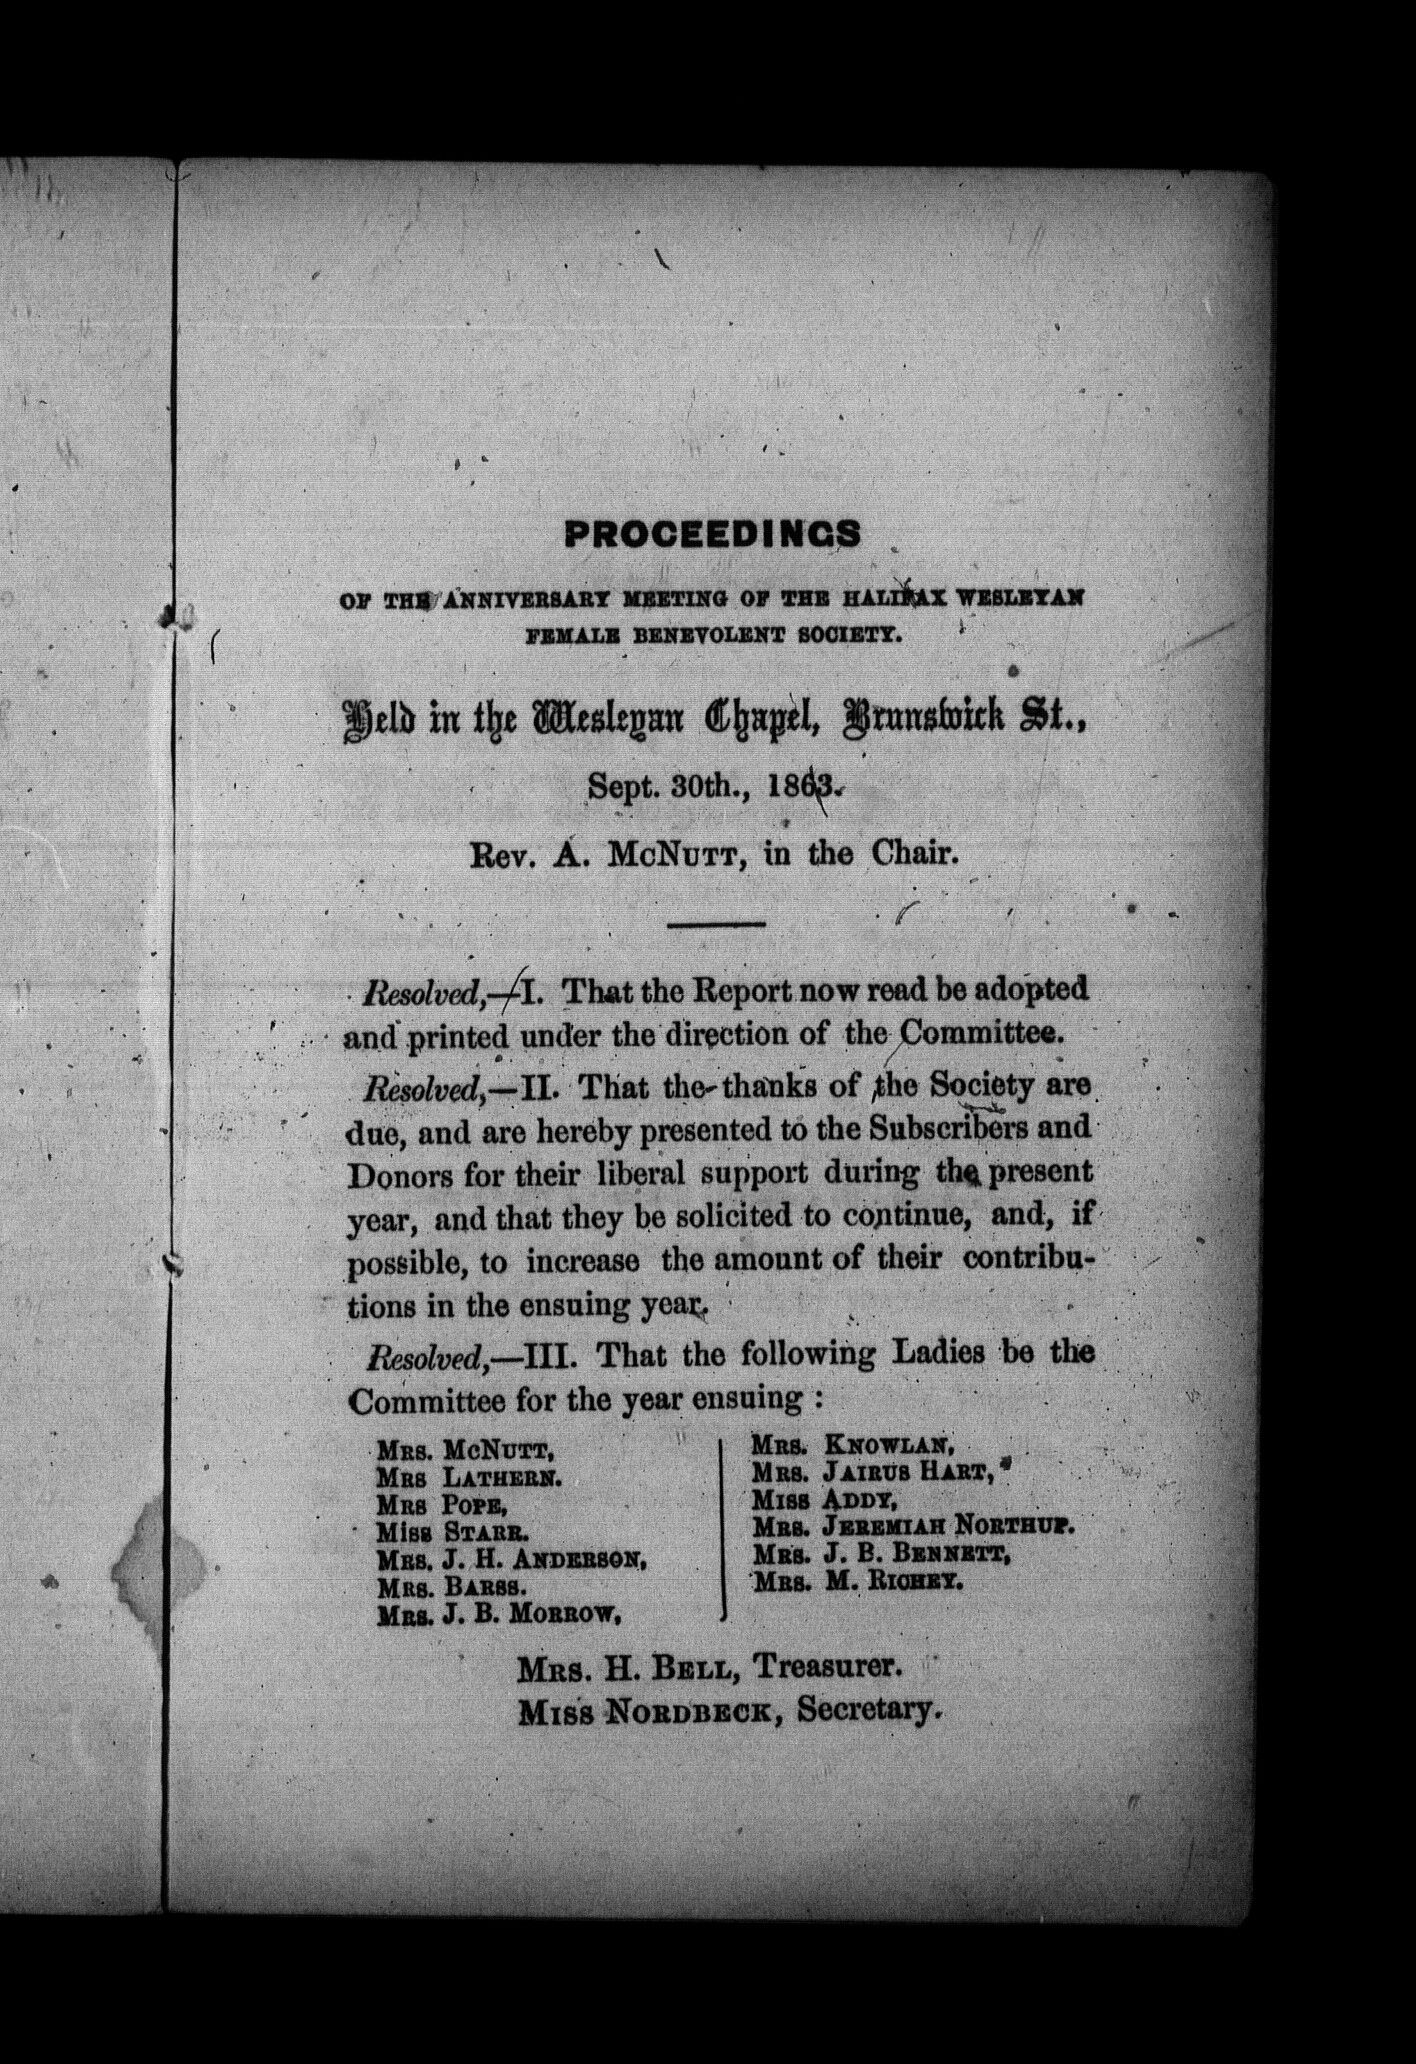 PROCEEDINGS
OF THE ANNIVERSARY MEETING OF THE HALIFAX WESLEYAN
FEMALE BENEVOLENT SOCIETY.
Held in the Wesleyan Chapel, Brunswick St.,
Sept. 30th., 1863.
Rev. A. McNutt, in the Chair.
Resolved,—I. That the Report now read be adopted
and printed under the direction of the Committee.
Resolved,—II. That the thanks of the Society are
due, and are hereby presented to the Subscribers and
Donors for their liberal support during the present
year, and that they be solicited to continue, and, if
possible, to increase the amount of their contribu-
tions in the ensuing year.
Resolved,—III. That the following Ladies be the
Committee for the year ensuing :
Mrs. McNutt,
Mrs Lathern.
Mrs Pope,
Miss Starr.
Mrs. J. H. Anderson,
Mrs. Barss.
Mrs. J. B. Morrow,
Mrs. Knowlan,
Mrs. Jairus Hart,
Miss Addy,
Mrs. Jeremiah Northup.
Mrs. J. B. Bennett,
Mrs. M. Richey.
Mrs. H. Bell, Treasurer.
Miss Nordbeck, Secretary.